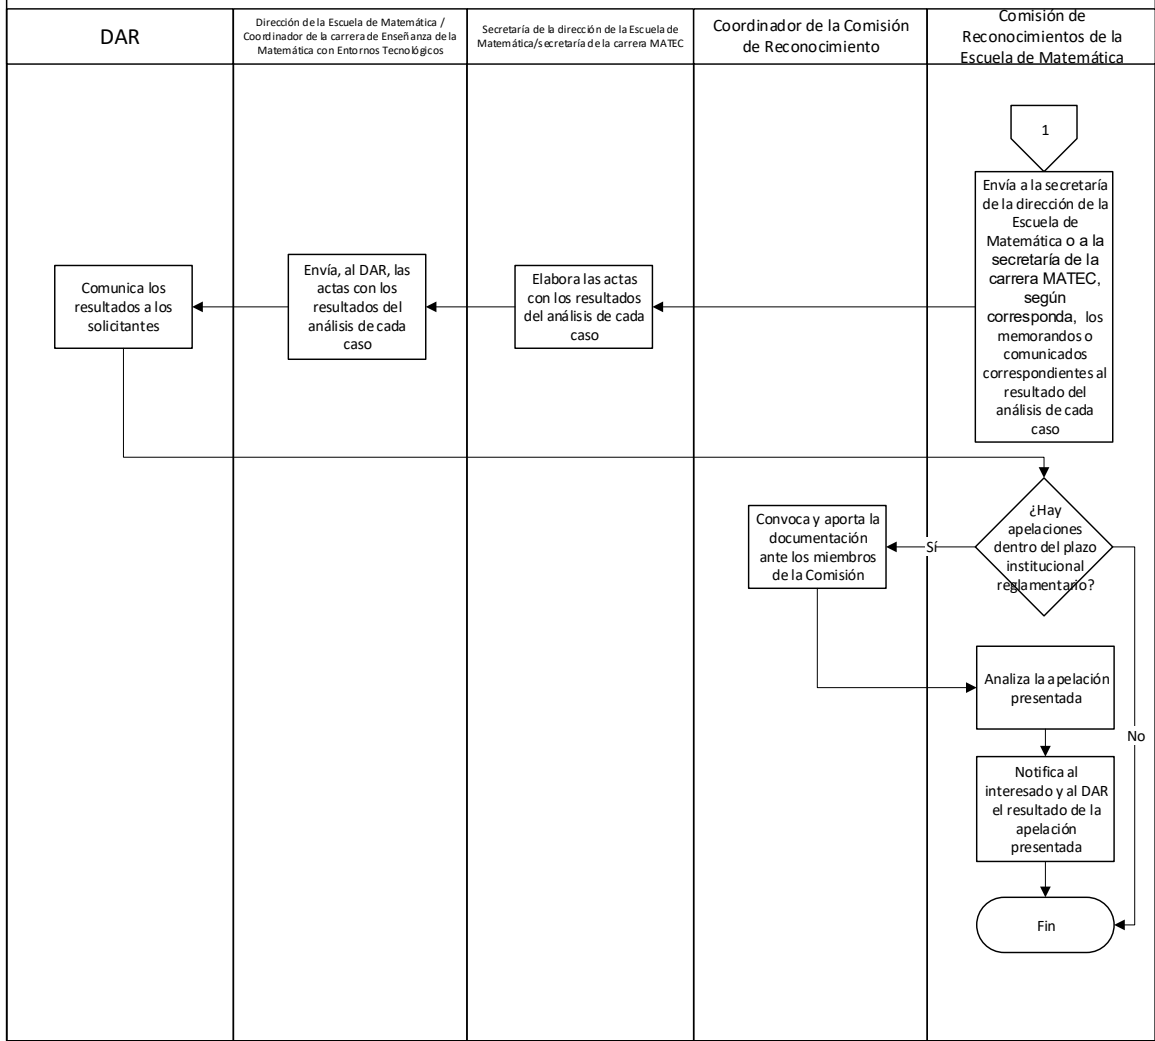 DAR
Dirección de la Escuela de Matemática /
Coordinador de la carrera de Enseñanza de la
Matemática con Entornos Tecnológicos
Secretaría de la dirección de la Escuela de
Matemática/secretaría de la carrera MATEC
Coordinador de la Comisión
de Reconocimiento
Comisión de
Reconocimientos de la
Escuela de Matemática
1
Envía a la secretaría
de la dirección de la
Escuela de
Matemática o a la
secretaría de la
carrera MATEC,
según
corresponda, los
memorandos o
comunicados
correspondientes al
resultado del
análisis de cada
caso
Elabora las actas
con los resultados
del análisis de cada
caso
Envía, al DAR, las
actas con los
resultados del
análisis de cada
caso
Comunica los
resultados a los
solicitantes
¿Hay
apelaciones
dentro del plazo
institucional
reglamentario?
Sí
Convoca y aporta la
documentación
ante los miembros
de la Comisión
Analiza la apelación
presentada
No
Notifica al
interesado y al DAR
el resultado de la
apelación
presentada
Fin